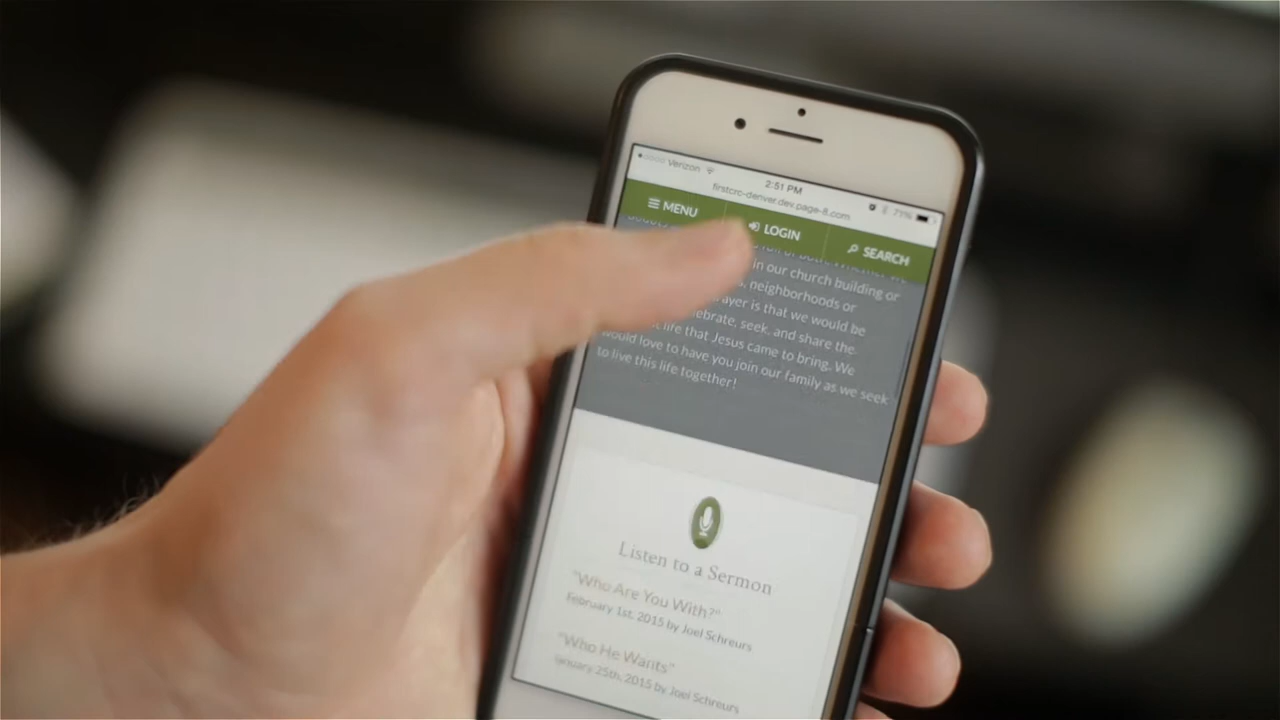 Verizon
2:51 PM
71%
firstcrc-denver.dev.page-8.com
MENU
LOGIN
SEARCH
in our church building or
neighborhoods or
ayer is that we would be
ebrate, seek, and share the
life that Jesus came to bring. We
would love to have you join our family as we seek
to live this life together!
Listen to a Sermon
"Who Are You With?"
February 1st, 2015 by Joel Schreurs
"Who He Wants"
January 25th, 2015 by Joel Schreurs